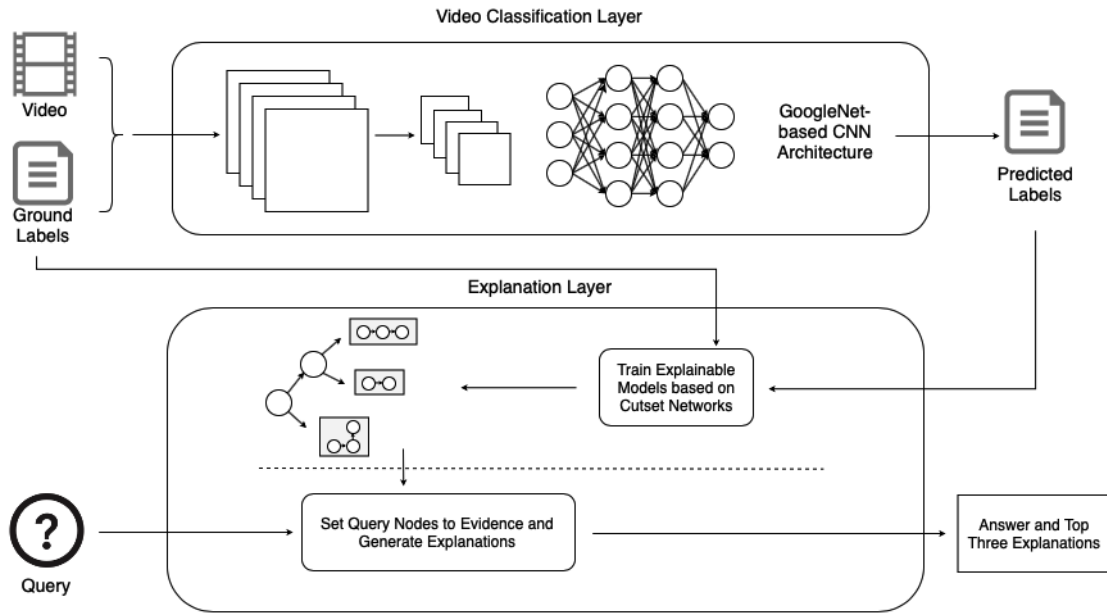 Video Classification Layer
Video
Ground
Labels
GoogleNet-
based CNN
Architecture
Predicted
Labels
Explanation Layer
Train Explainable
Models based on
Cutset Networks
?
Query
Set Query Nodes to Evidence and
Generate Explanations
Answer and Top
Three Explanations